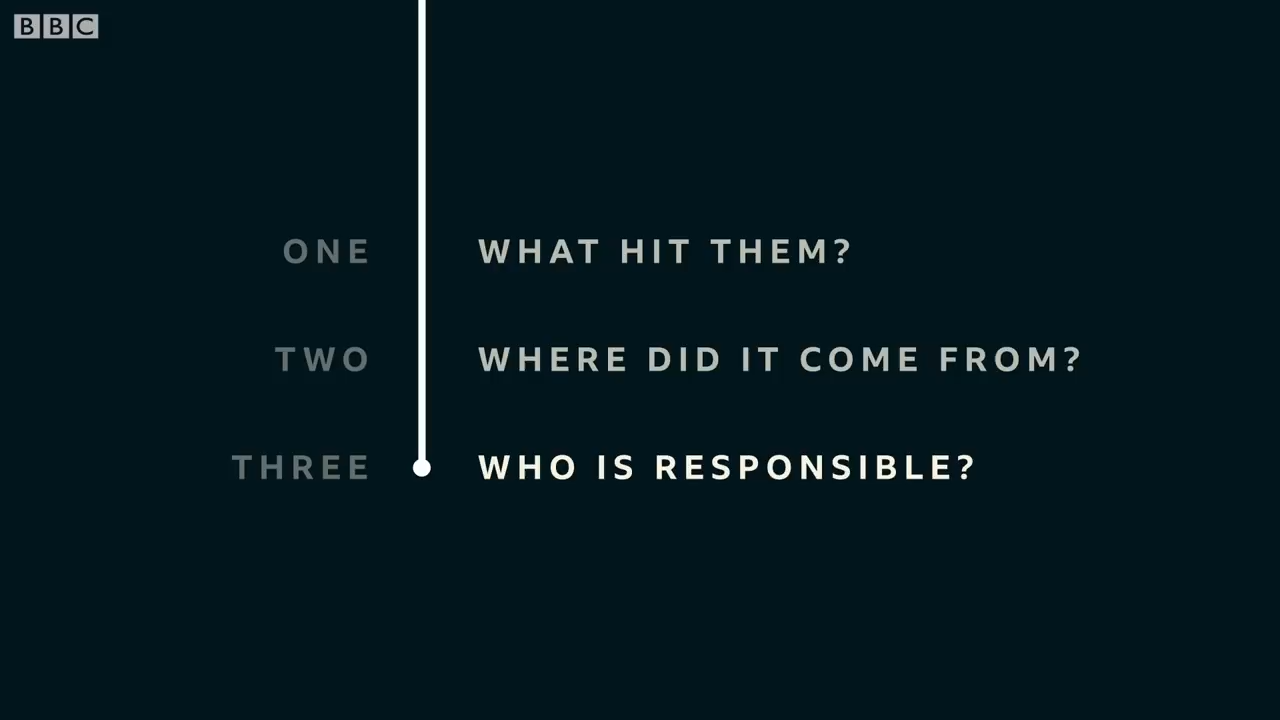 BBC
ONE WHAT HIT THEM?
TWO WHERE DID IT COME FROM?
THREE WHO IS RESPONSIBLE?